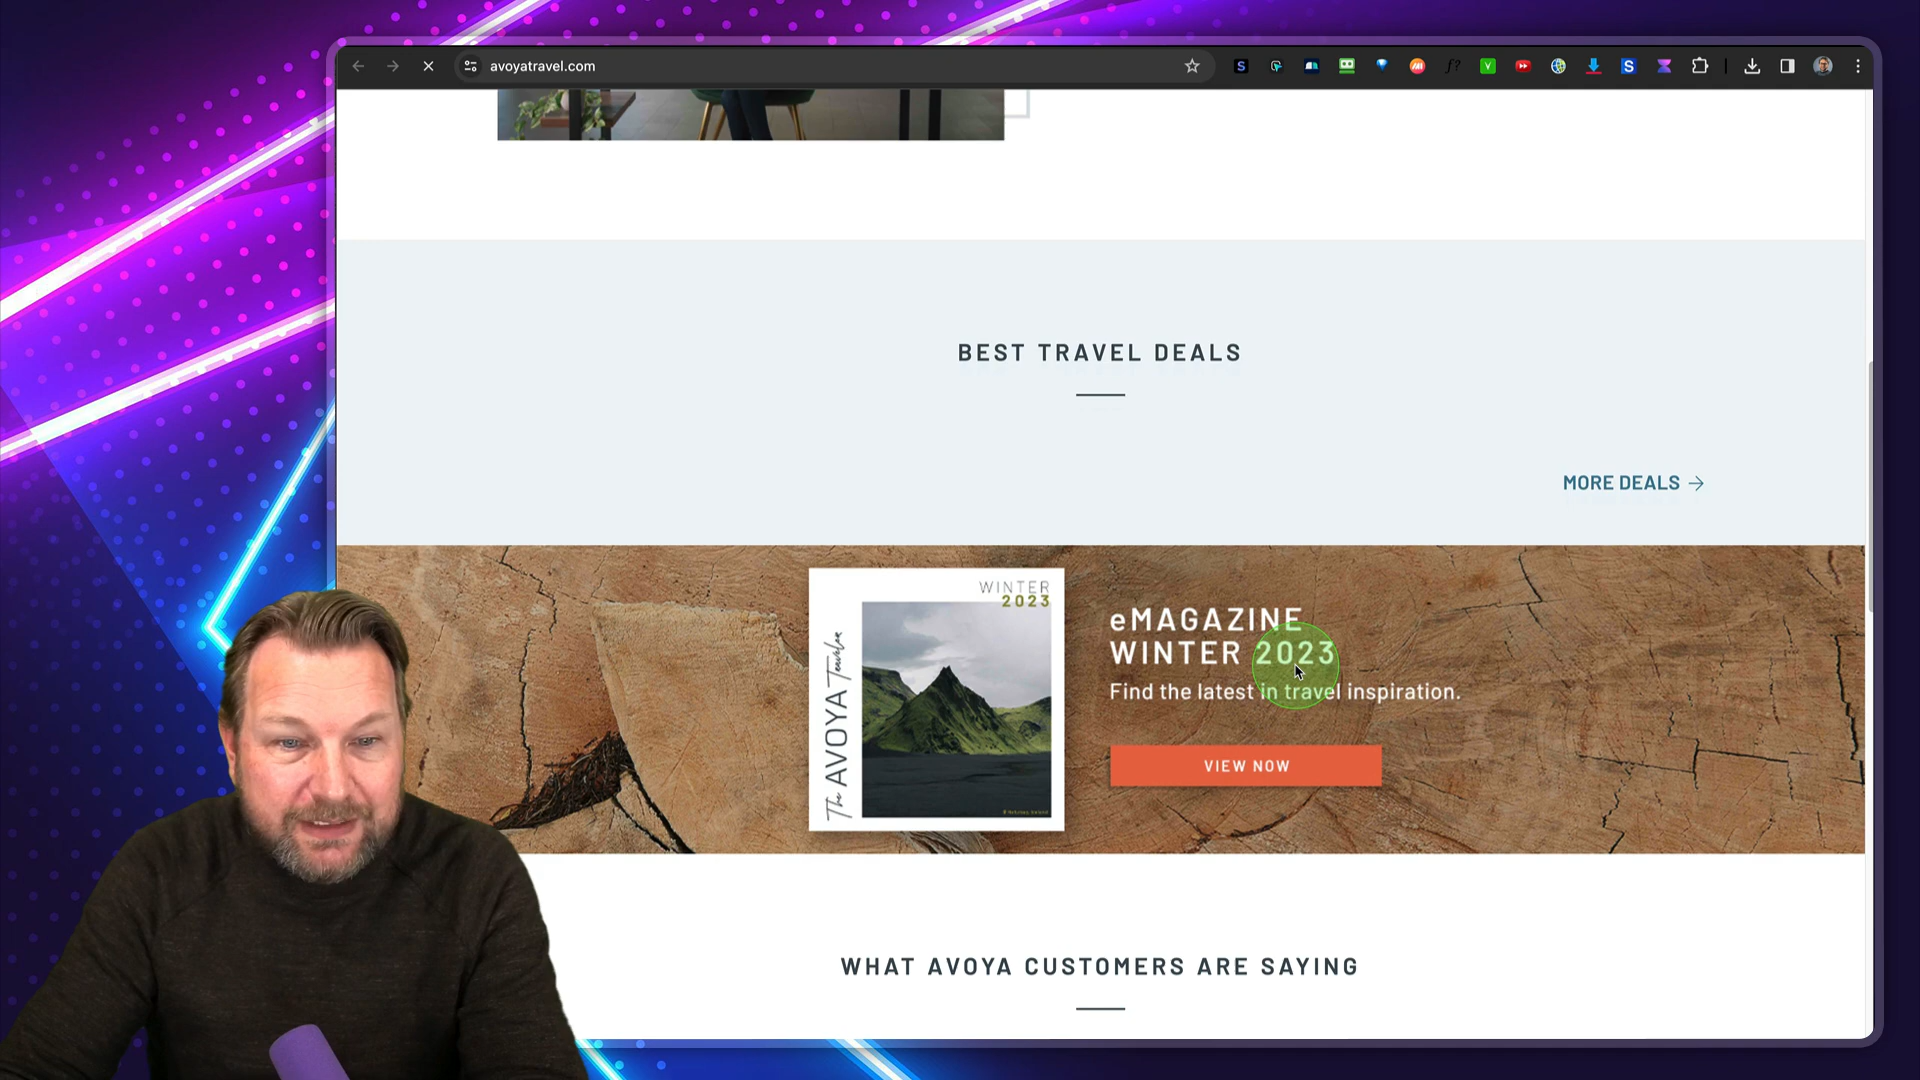 avoyatravel.com
BEST TRAVEL DEALS
MORE DEALS →
WINTER
2023
The AVOYA Traveler
eMAGAZINE
WINTER 2023
Find the latest in travel inspiration.
VIEW NOW
WHAT AVOYA CUSTOMERS ARE SAYING